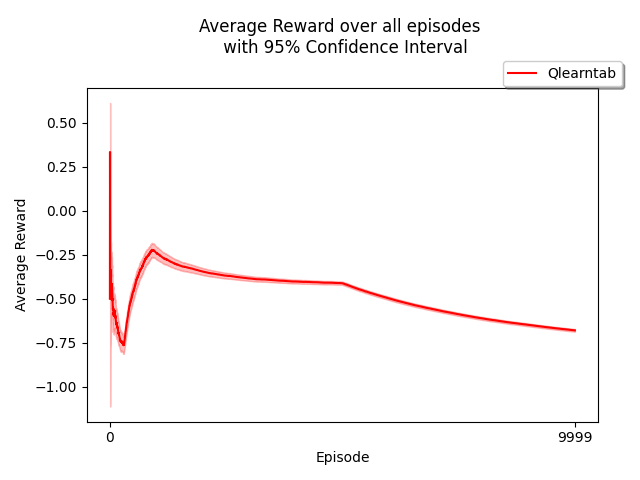 Average Reward over all episodes
with 95% Confidence Interval
Qlearntab
0.50
0.25
0.00
−0.25
−0.50
−0.75
−1.00
Average Reward
0
9999
Episode